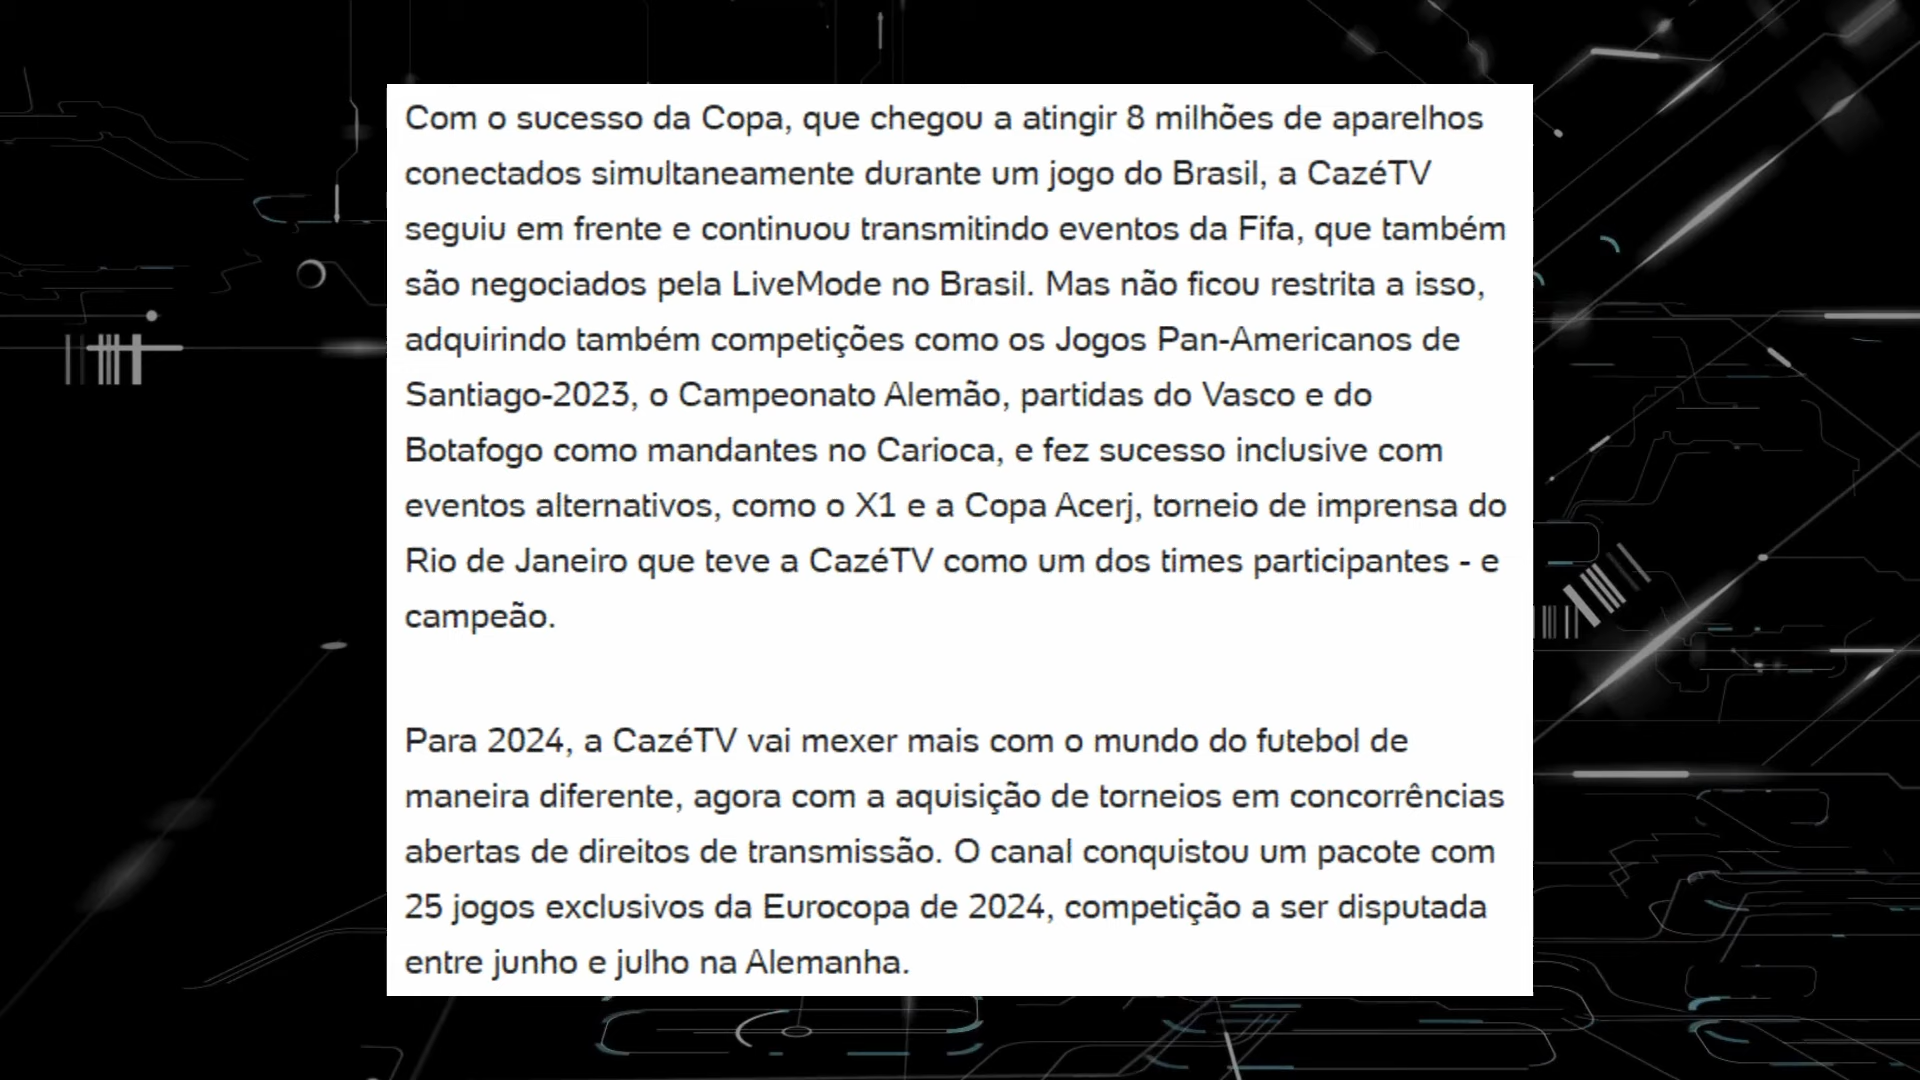 Com o sucesso da Copa, que chegou a atingir 8 milhões de aparelhos
conectados simultaneamente durante um jogo do Brasil, a CazéTV
seguiu em frente e continuou transmitindo eventos da Fifa, que também
são negociados pela LiveMode no Brasil. Mas não ficou restrita a isso,
adquirindo também competições como os Jogos Pan-Americanos de
Santiago-2023, o Campeonato Alemão, partidas do Vasco e do
Botafogo como mandantes no Carioca, e fez sucesso inclusive com
eventos alternativos, como o X1 e a Copa Acerj, torneio de imprensa do
Rio de Janeiro que teve a CazéTV como um dos times participantes - e
campeão.
Para 2024, a CazéTV vai mexer mais com o mundo do futebol de
maneira diferente, agora com a aquisição de torneios em concorrências
abertas de direitos de transmissão. O canal conquistou um pacote com
25 jogos exclusivos da Eurocopa de 2024, competição a ser disputada
entre junho e julho na Alemanha.